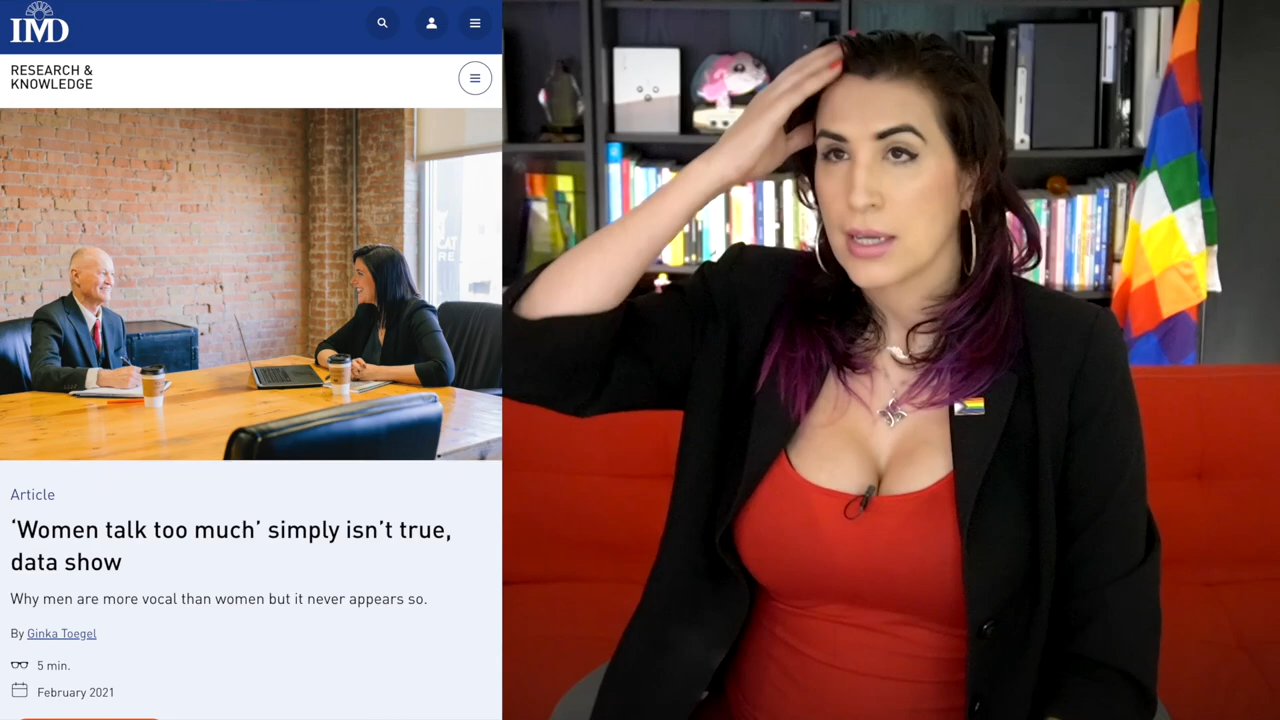 IMD
RESEARCH &
KNOWLEDGE
Article
‘Women talk too much’ simply isn’t true,
data show
Why men are more vocal than women but it never appears so.
By Ginka Toegel
5 min.
February 2021